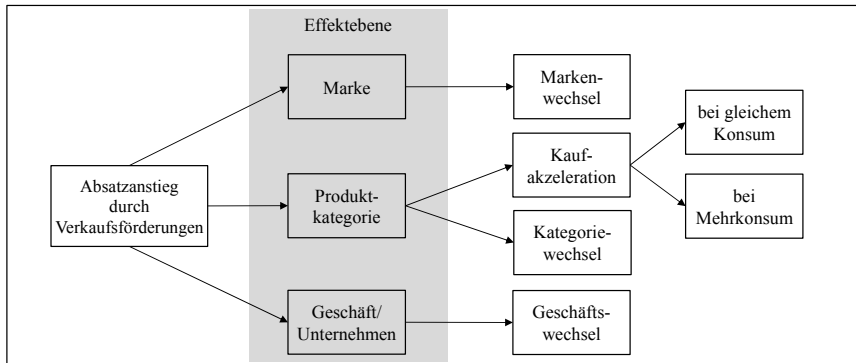 Effektebene
Marke
Marken-
wechsel
bei gleichem
Konsum
Kauf-
akzeleration
Absatzanstieg
durch
Verkaufsförderungen
Produkt-
kategorie
bei
Mehrkonsum
Kategorie-
wechsel
Geschäft/
Unternehmen
Geschäfts-
wechsel